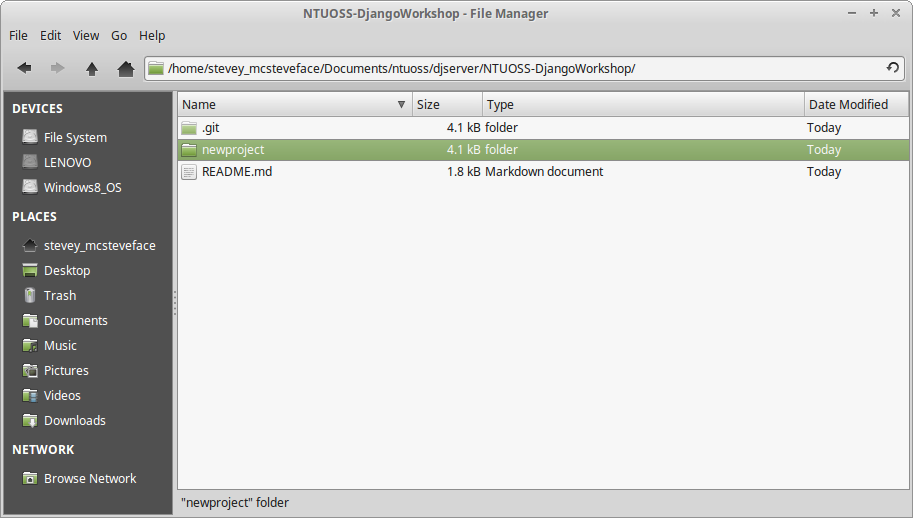 NTUOSS-DjangoWorkshop - File Manager
File Edit View Go Help
/home/stevey_mcsteveface/Documents/ntuoss/djserver/NTUOSS-DjangoWorkshop/
DEVICES
File System
LENOVO
Windows8_OS
PLACES
stevey_mcsteveface
Desktop
Trash
Documents
Music
Pictures
Videos
Downloads
NETWORK
Browse Network
Name Size Type Date Modified
.git 4.1 kB folder Today
newproject 4.1 kB folder Today
README.md 1.8 kB Markdown document Today
"newproject" folder